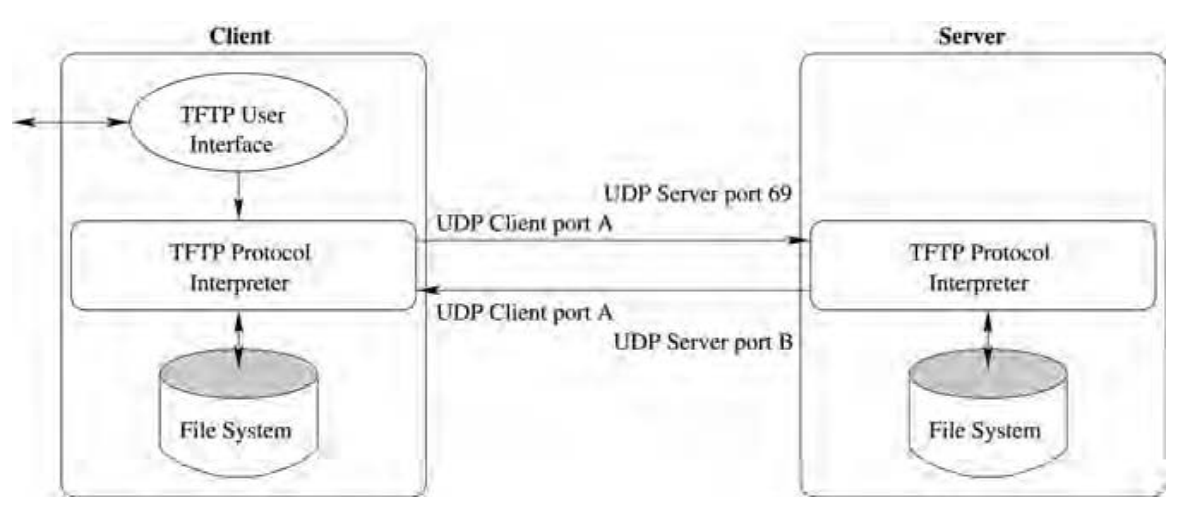 Client
Server
TFTP User
Interface
UDP Server port 69
UDP Client port A
TFTP Protocol
Interpreter
TFTP Protocol
Interpreter
UDP Client port A
UDP Server port B
File System
File System